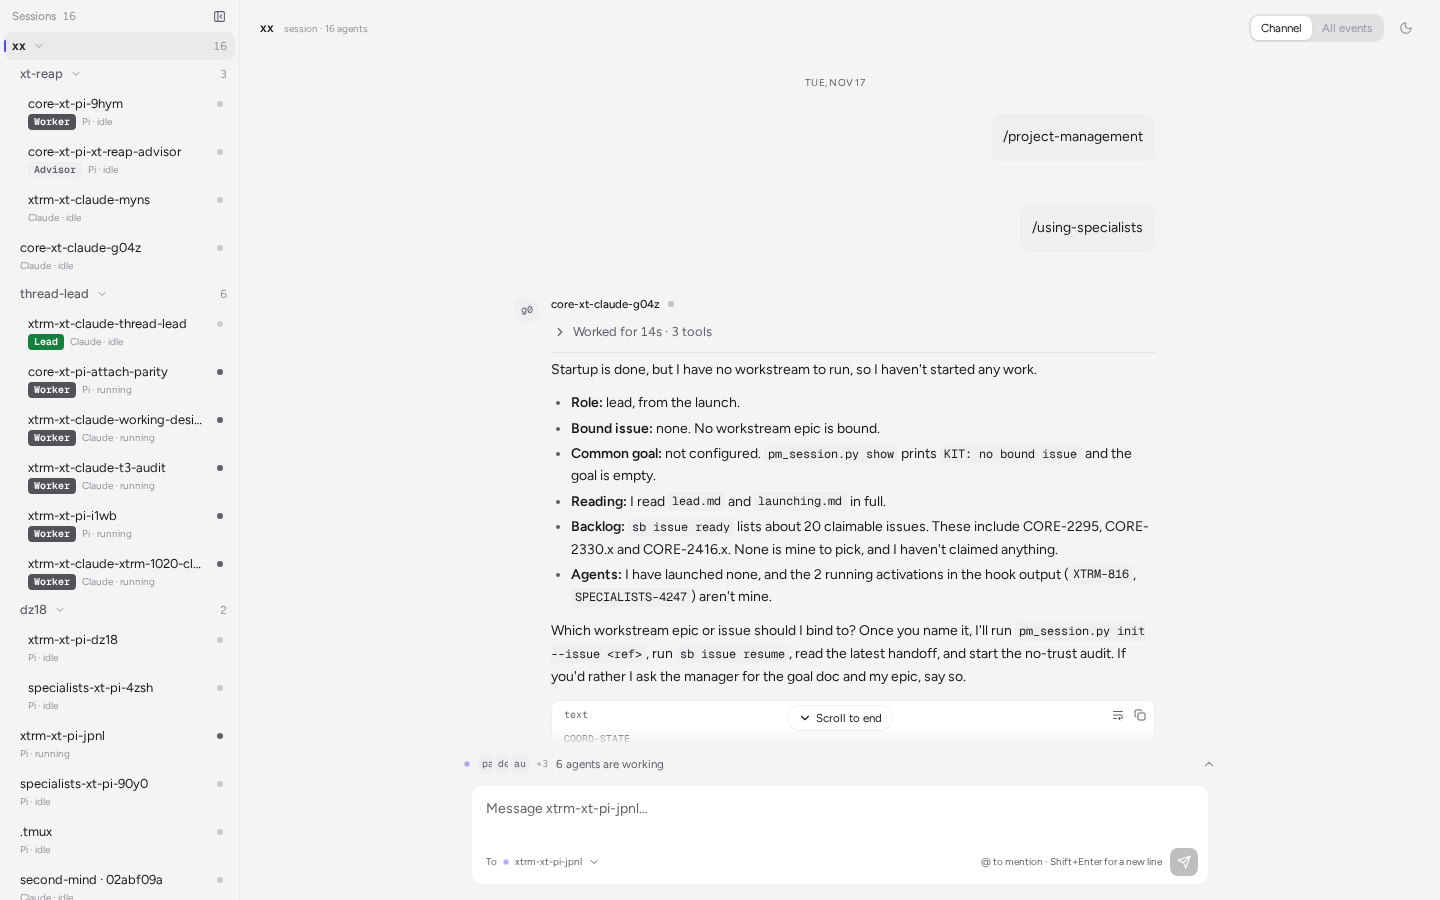 Sessions 16
xx 16
xt-reap 3
core-xt-pi-9hym
Worker Pi · idle
core-xt-pi-xt-reap-advisor
Advisor Pi · idle
xtrm-xt-claude-myns
Claude · idle
core-xt-claude-g04z
Claude · idle
thread-lead 6
xtrm-xt-claude-thread-lead
Lead Claude · idle
core-xt-pi-attach-parity
Worker Pi · running
xtrm-xt-claude-working-desi...
Worker Claude · running
xtrm-xt-claude-t3-audit
Worker Claude · running
xtrm-xt-pi-i1wb
Worker Pi · running
xtrm-xt-claude-xtrm-1020-cl...
Worker Claude · running
dz18 2
xtrm-xt-pi-dz18
Pi · idle
specialists-xt-pi-4zsh
Pi · idle
xtrm-xt-pi-jpnl
Pi · running
specialists-xt-pi-90y0
Pi · idle
.tmux
Pi · idle
second-mind · 02abf09a
Claude · idle
xx session · 16 agents
Channel All events
TUE, NOV 17
/project-management
/using-specialists
g0 core-xt-claude-g04z
Worked for 14s · 3 tools
Startup is done, but I have no workstream to run, so I haven't started any work.
• Role: lead, from the launch.
• Bound issue: none. No workstream epic is bound.
• Common goal: not configured. pm_session.py show prints KIT: no bound issue and the
goal is empty.
• Reading: I read lead.md and launching.md in full.
• Backlog: sb issue ready lists about 20 claimable issues. These include CORE-2295, CORE-
2330.x and CORE-2416.x. None is mine to pick, and I haven't claimed anything.
• Agents: I have launched none, and the 2 running activations in the hook output ( XTRM-816 ,
SPECIALISTS-4247 ) aren't mine.
Which workstream epic or issue should I bind to? Once you name it, I'll run pm_session.py init
--issue <ref> , run sb issue resume , read the latest handoff, and start the no-trust audit. If
you'd rather I ask the manager for the goal doc and my epic, say so.
text
Scroll to end
COORD-STATE
pa de au +3 6 agents are working
Message xtrm-xt-pi-jpnl...
To xtrm-xt-pi-jpnl
@ to mention · Shift+Enter for a new line